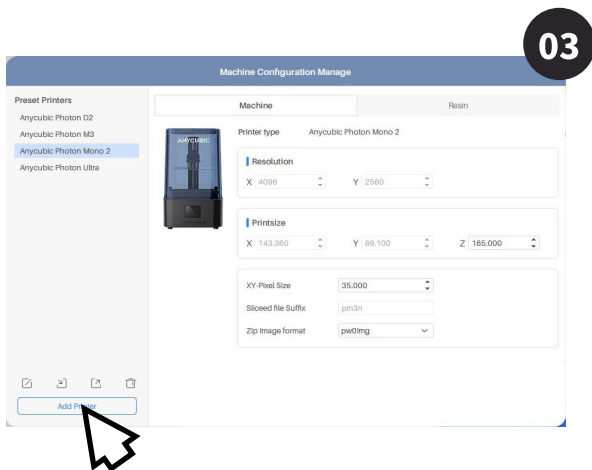 03
Machine Configuration Manage
Preset Printers
Anycubic Photon D2
Anycubic Photon M3
Anycubic Photon Mono 2
Anycubic Photon Ultra
Machine Resin
ANYCUBIC
Printer type Anycubic Photon Mono 2
Resolution
X 4096 Y 2560
Printsize
X 143.360 Y 89.100 Z 165.000
XY-Pixel Size 35.000
Sliceed file Suffix pm3n
Zip Image format pw0Img
Add Printer